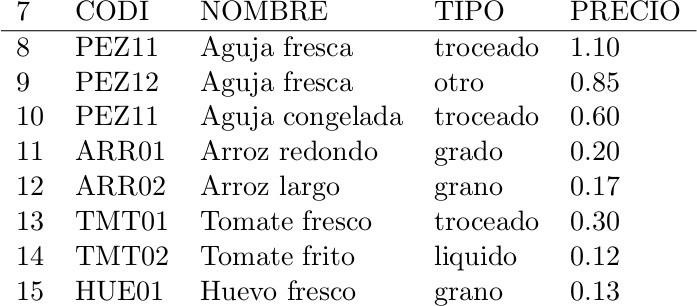 7 CODI NOMBRE TIPO PRECIO
8 PEZ11 Aguja fresca troceado 1.10
9 PEZ12 Aguja fresca otro 0.85
10 PEZ11 Aguja congelada troceado 0.60
11 ARR01 Arroz redondo grado 0.20
12 ARR02 Arroz largo grano 0.17
13 TMT01 Tomate fresco troceado 0.30
14 TMT02 Tomate frito liquido 0.12
15 HUE01 Huevo fresco grano 0.13